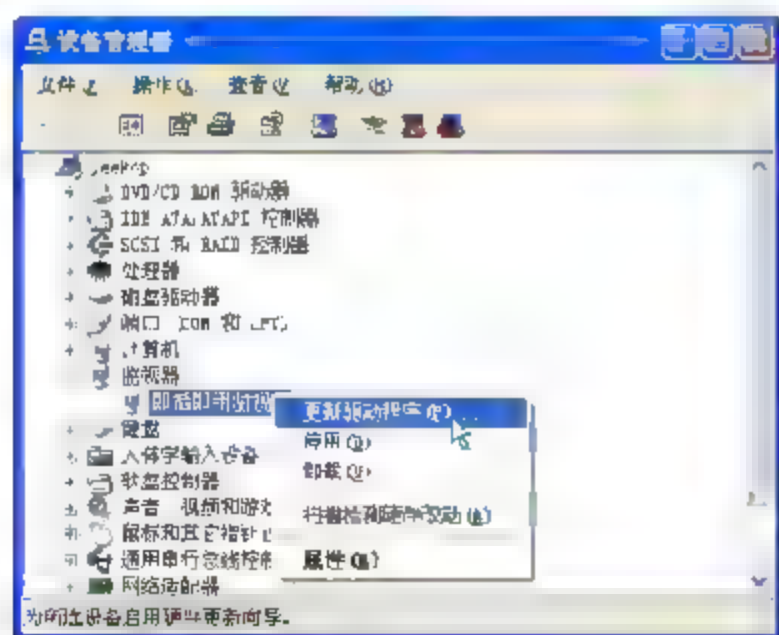 设备管理器
文件 操作(A) 查看(V) 帮助(H)
DVD/CD-ROM 驱动器
IDE ATA/ATAPI 控制器
SCSI 和 RAID 控制器
处理器
磁盘驱动器
端口 (COM 和 LPT)
计算机
监视器
即插即用监视器
键盘
人体学输入设备
软盘控制器
声音、视频和游戏
鼠标和其它指针
通用串行总线控制
网络适配器
更新驱动程序(P)...
停用(D)
卸载(U)
扫描检测硬件改动(A)
属性(R)
为所选设备启用硬件更新向导。